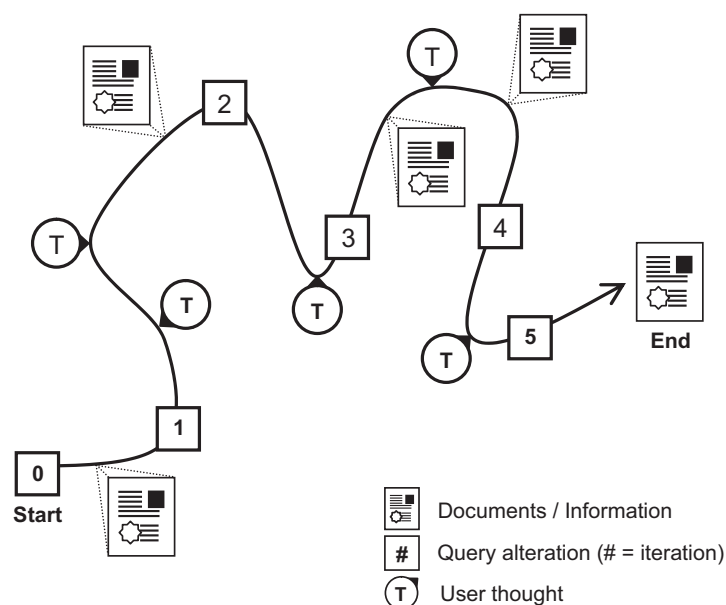 T
2
T
3
4
T
T
T
T
5
End
1
0
Start
Documents / Information
# Query alteration (# = iteration)
T User thought